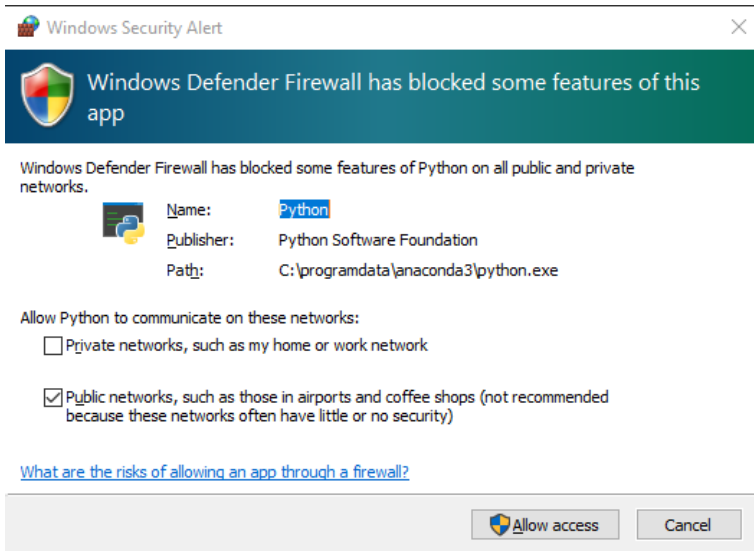 Windows Security Alert
Windows Defender Firewall has blocked some features of this
app
Windows Defender Firewall has blocked some features of Python on all public and private
networks.
Name: Python
Publisher: Python Software Foundation
Path: C:\programdata\anaconda3\python.exe
Allow Python to communicate on these networks:
Private networks, such as my home or work network
Public networks, such as those in airports and coffee shops (not recommended
because these networks often have little or no security)
What are the risks of allowing an app through a firewall?
Allow access Cancel